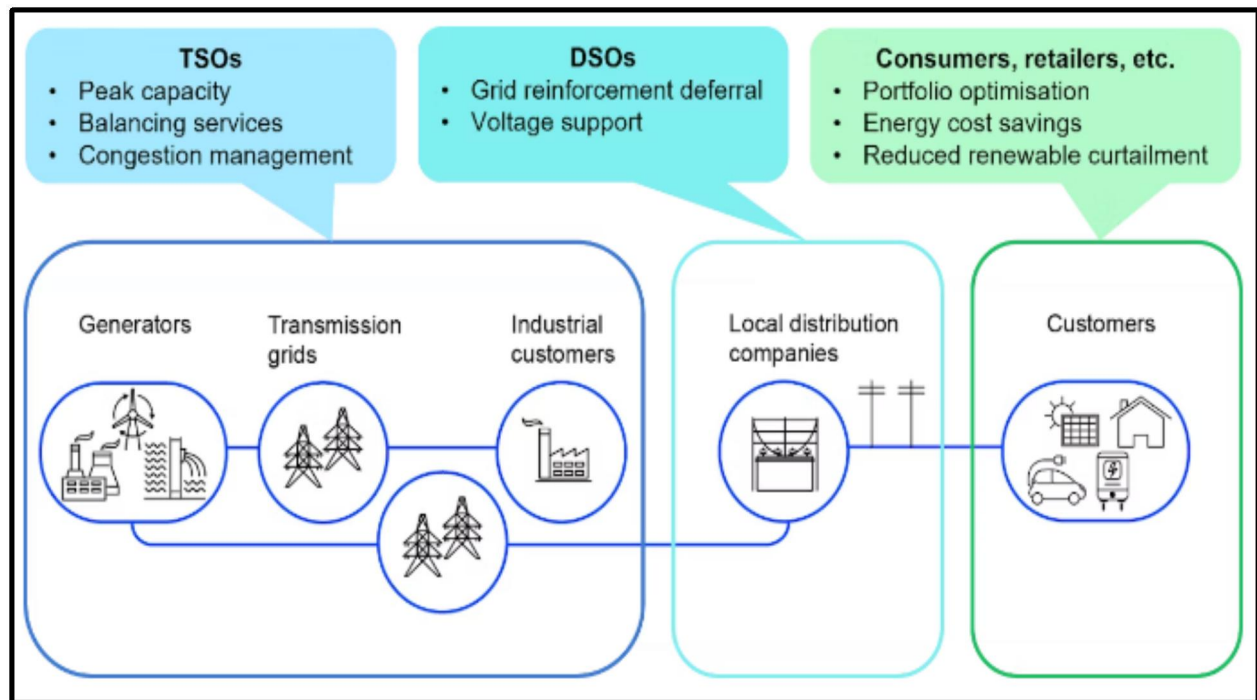 TSOs
• Peak capacity
• Balancing services
• Congestion management
DSOs
• Grid reinforcement deferral
• Voltage support
Consumers, retailers, etc.
• Portfolio optimisation
• Energy cost savings
• Reduced renewable curtailment
Generators
Transmission
grids
Industrial
customers
Local distribution
companies
Customers